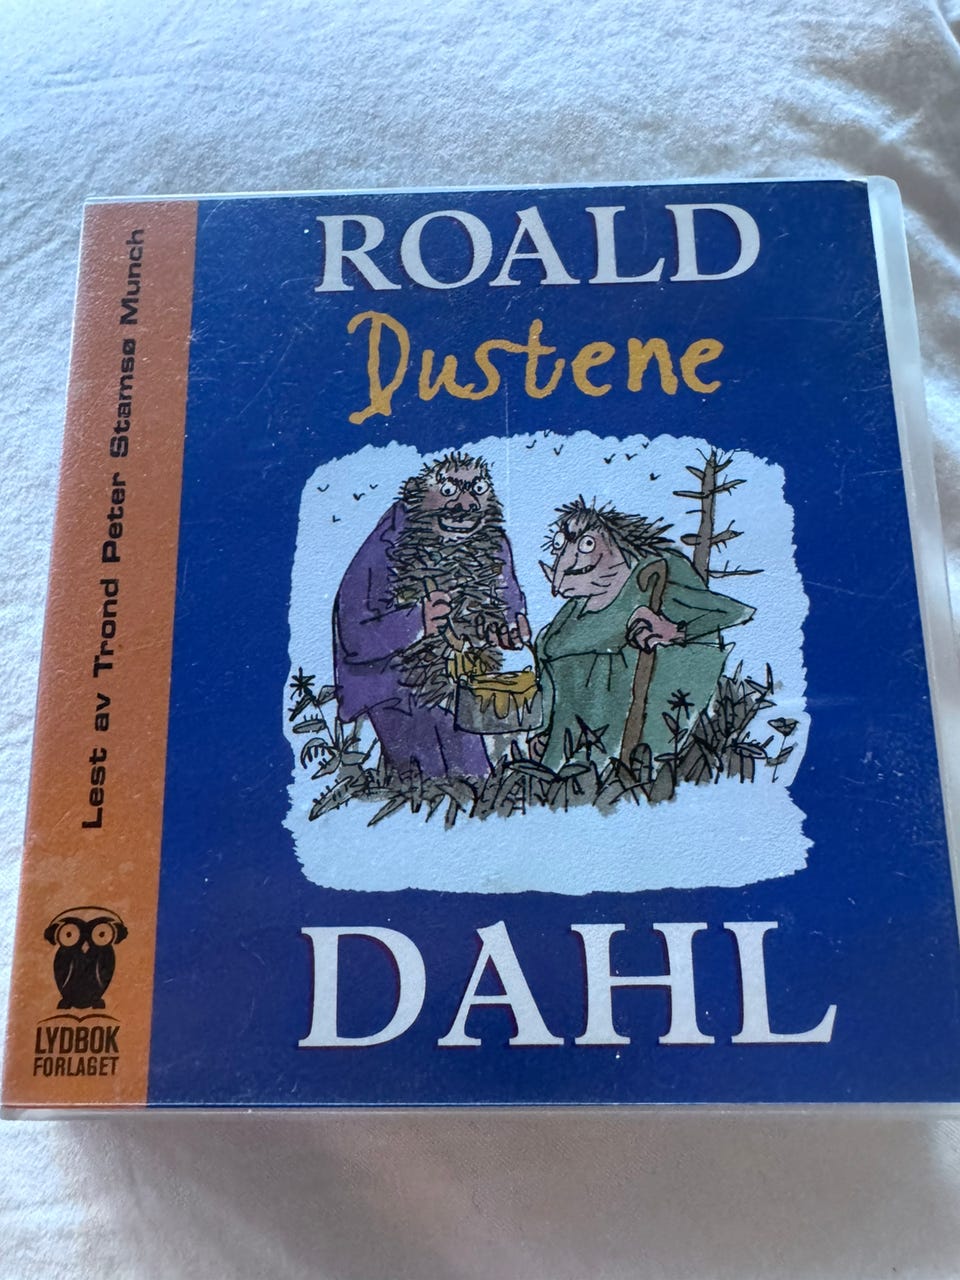 ROALD
Dustene
DAHL
Lest av Trond Peter Stamsø Munch
LYDBOK
FORLAGET